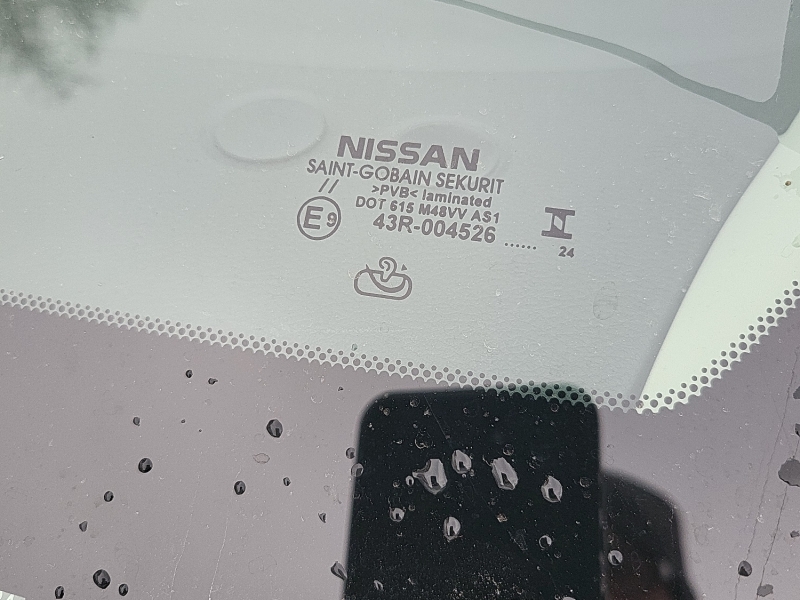 NISSAN
SAINT-GOBAIN SEKURIT
// >PVB< laminated
DOT 615 M48VV AS1
E9 43R-004526 ......
24